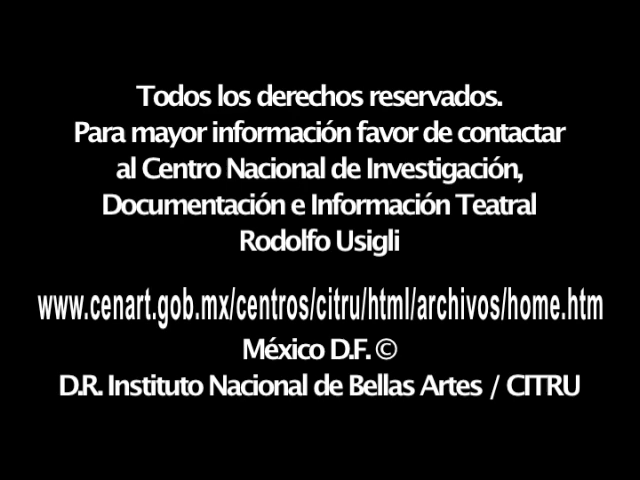 Todos los derechos reservados.
Para mayor información favor de contactar
al Centro Nacional de Investigación,
Documentación e Información Teatral
Rodolfo Usigli
www.cenart.gob.mx/centros/citru/html/archivos/home.htm
México D.F. ©
D.R. Instituto Nacional de Bellas Artes / CITRU